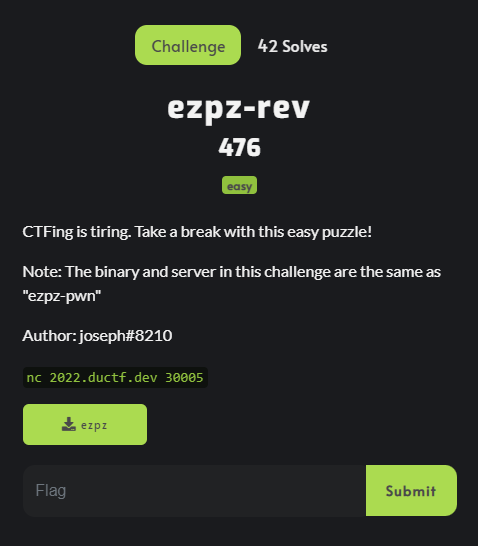 Challenge
42 Solves
ezpz-rev
476
easy
CTFing is tiring. Take a break with this easy puzzle!
Note: The binary and server in this challenge are the same as
"ezpz-pwn"
Author: joseph#8210
nc 2022.ductf.dev 30005
ezpz
Flag
Submit